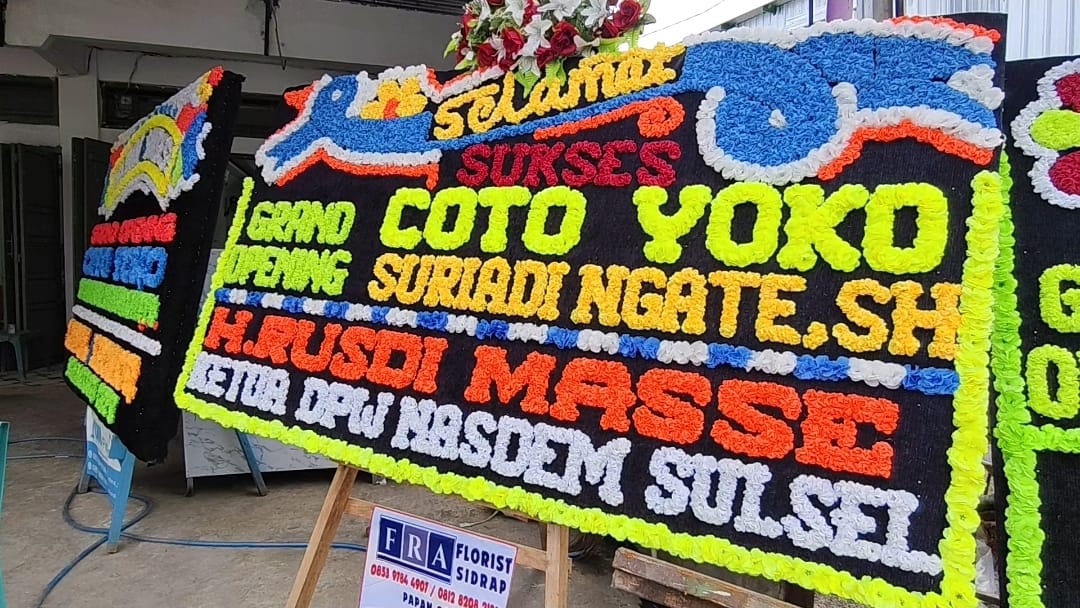 Selamat
SUKSES
GRAND
OPENING
COTO YOKO
SURIADI NGATE,SH
H.RUSDI MASSE
KETUA DPW NASDEM SULSEL
FRA FLORIST
SIDRAP